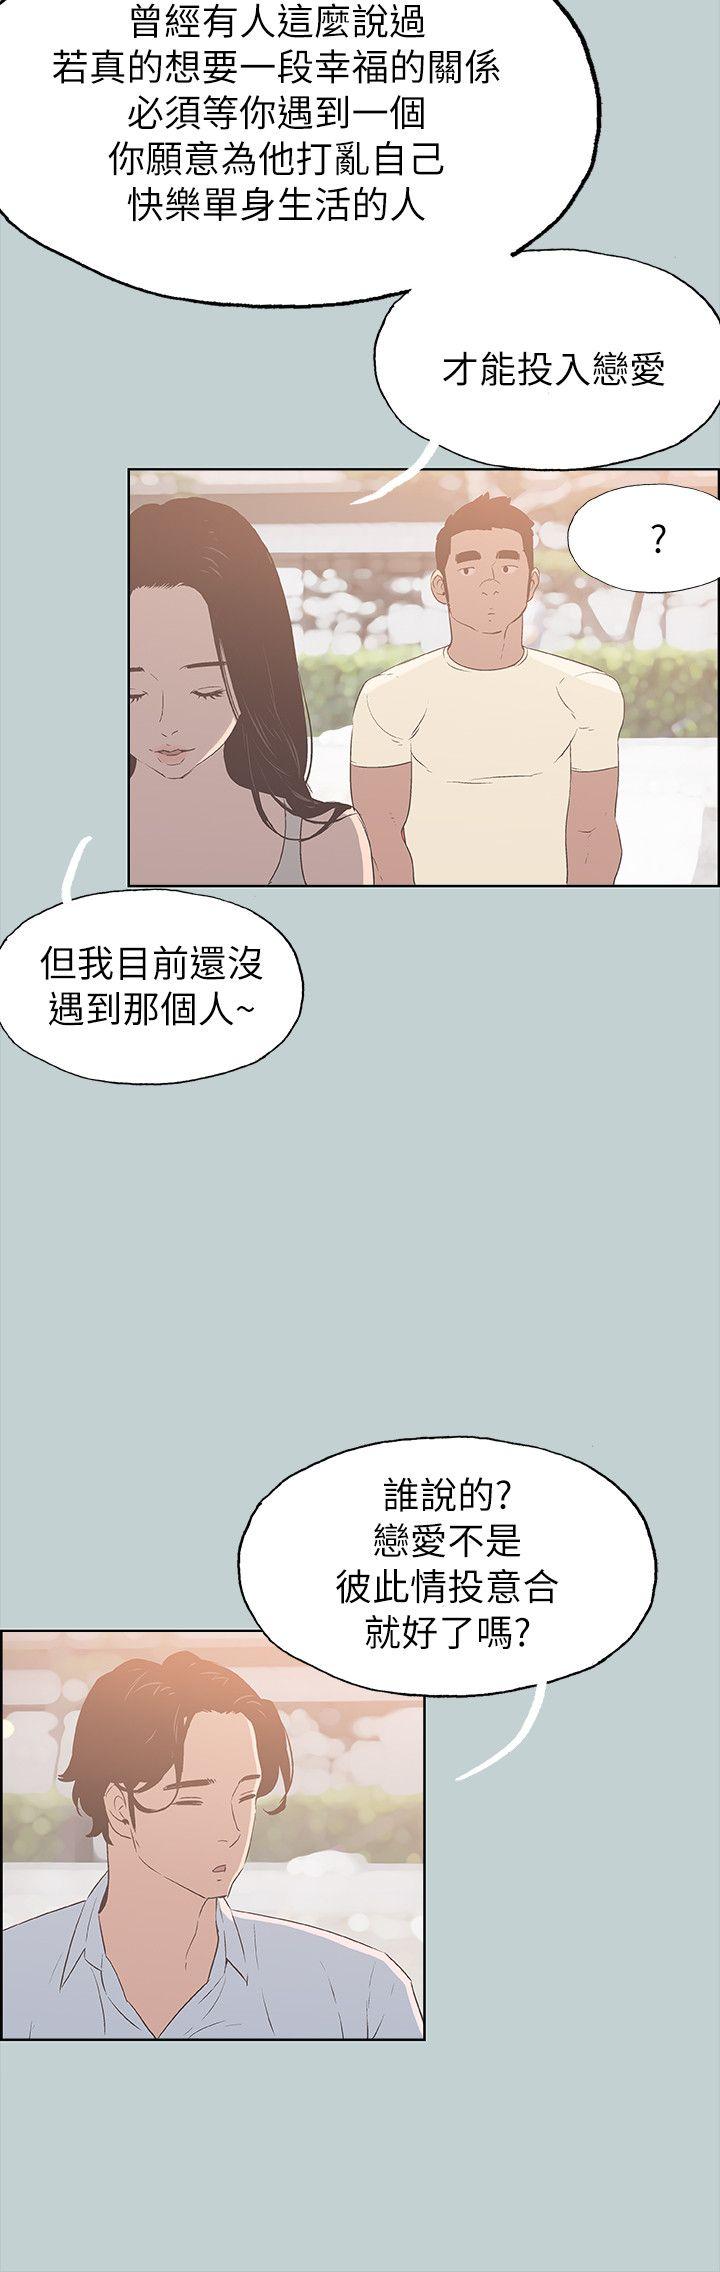 曾經有人這麼說過
若真的想要一段幸福的關係
必須等你遇到一個
你願意為他打亂自己
快樂單身生活的人
才能投入戀愛
?
但我目前還沒
遇到那個人~
誰說的?
戀愛不是
彼此情投意合
就好了嗎?